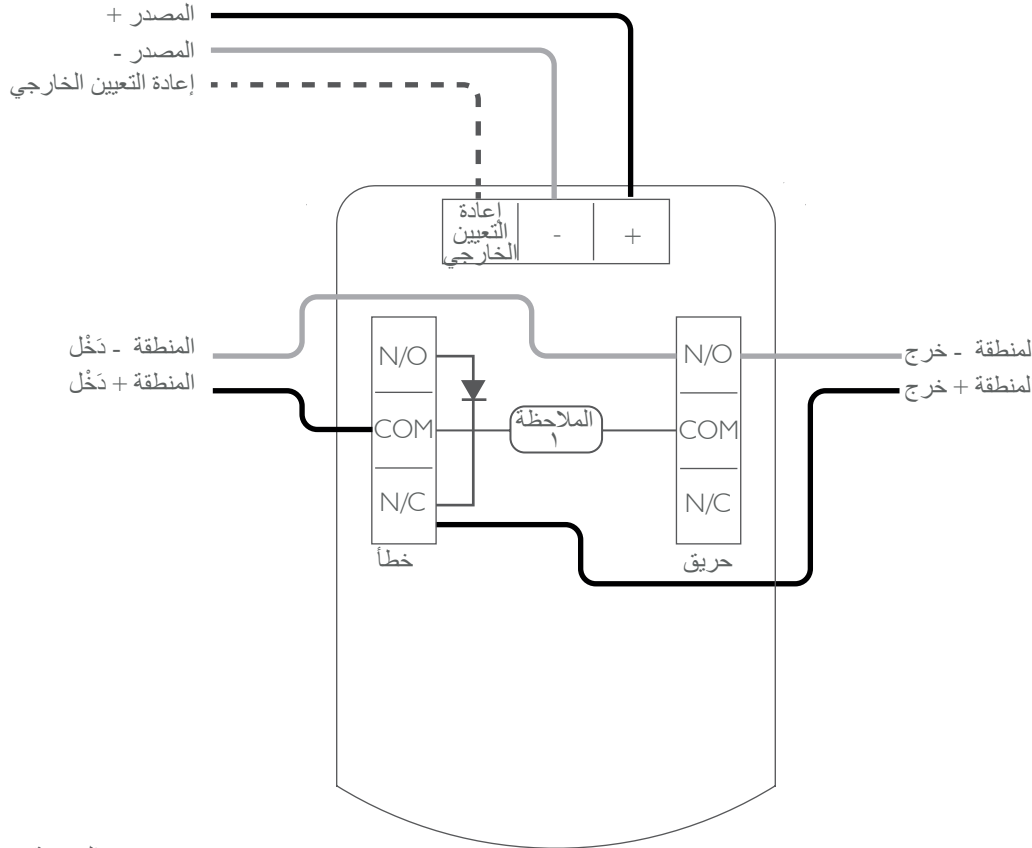 المصدر +
المصدر -
إعادة التعيين الخارجي
إعادة
التعيين
الخارجي
-
+
المنطقة - دَخْل
المنطقة + دَخْل
N/O
COM
N/C
خطأ
الملاحظة
١
N/O
COM
N/C
حريق
لمنطقة - خرج
لمنطقة + خرج